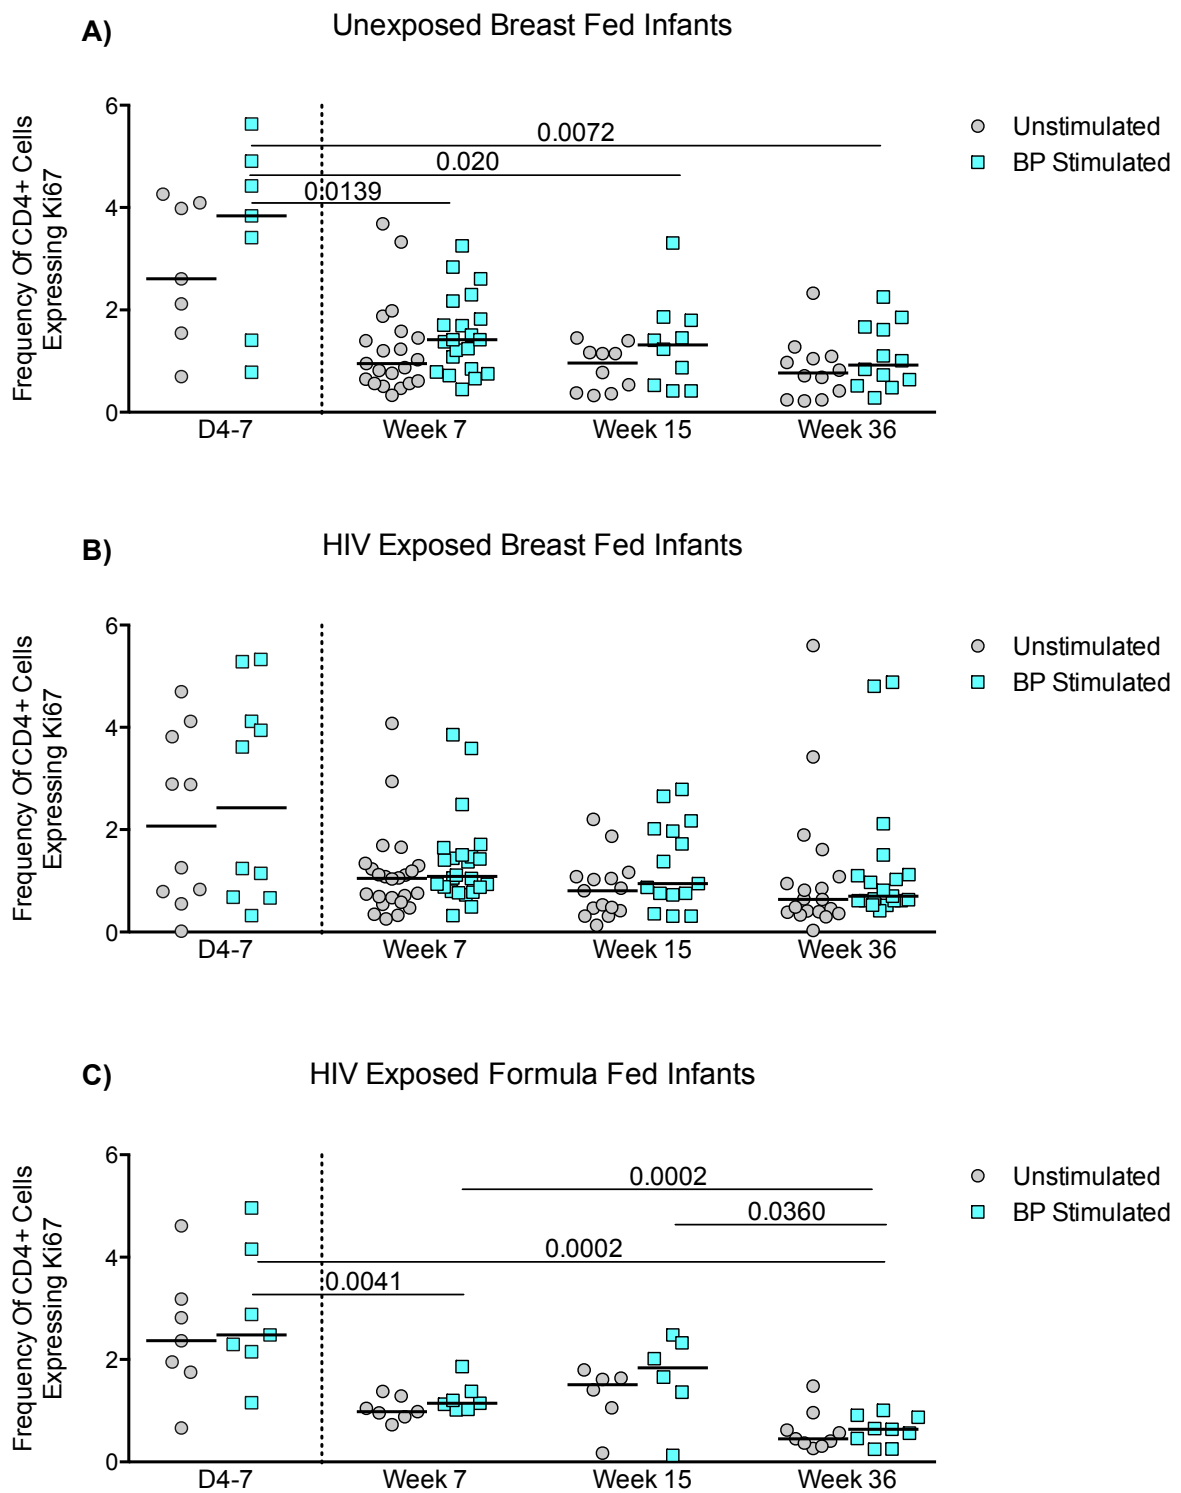 A)
Unexposed Breast Fed Infants
Frequency Of CD4+ Cells
Expressing Ki67
6
4
2
0
0.0072
0.020
0.0139
Unstimulated
BP Stimulated
D4-7
Week 7
Week 15
Week 36
B)
HIV Exposed Breast Fed Infants
Frequency Of CD4+ Cells
Expressing Ki67
6
4
2
0
Unstimulated
BP Stimulated
D4-7
Week 7
Week 15
Week 36
C)
HIV Exposed Formula Fed Infants
Frequency Of CD4+ Cells
Expressing Ki67
6
4
2
0
0.0002
0.0360
0.0002
0.0041
Unstimulated
BP Stimulated
D4-7
Week 7
Week 15
Week 36